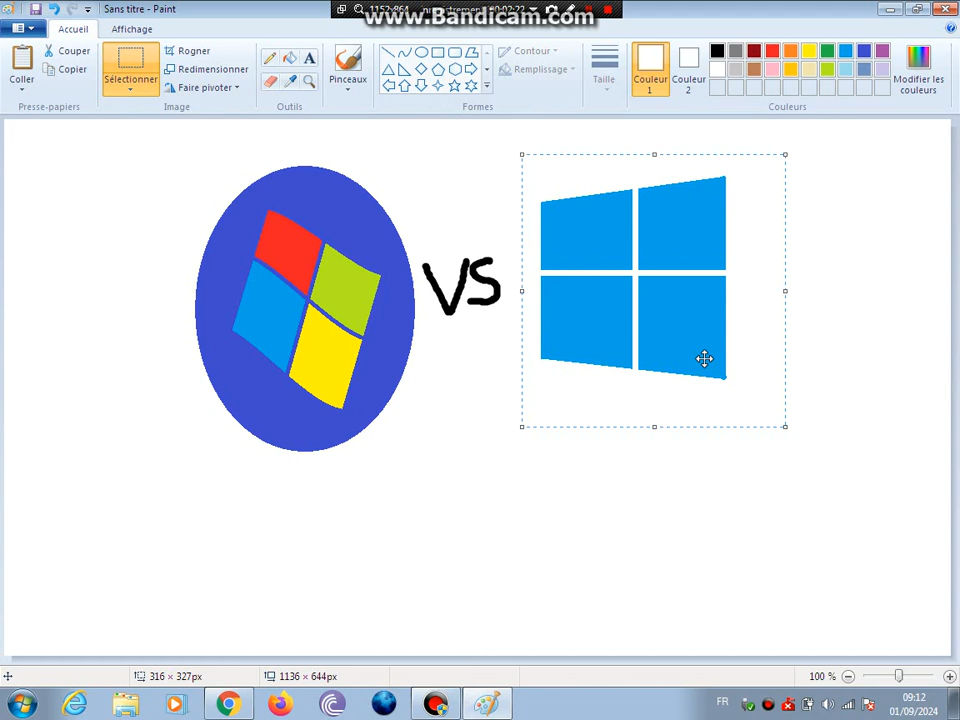 Sans titre - Paint
1152x864
www.Bandicam.com
Accueil
Affichage
Coller
Couper
Copier
Presse-papiers
Sélectionner
Rogner
Redimensionner
Faire pivoter
Image
Outils
Pinceaux
Contour
Remplissage
Formes
Taille
Couleur 1
Couleur 2
Modifier les couleurs
Couleurs
VS
316 × 327px
1136 × 644px
100 %
FR
09:12
01/09/2024